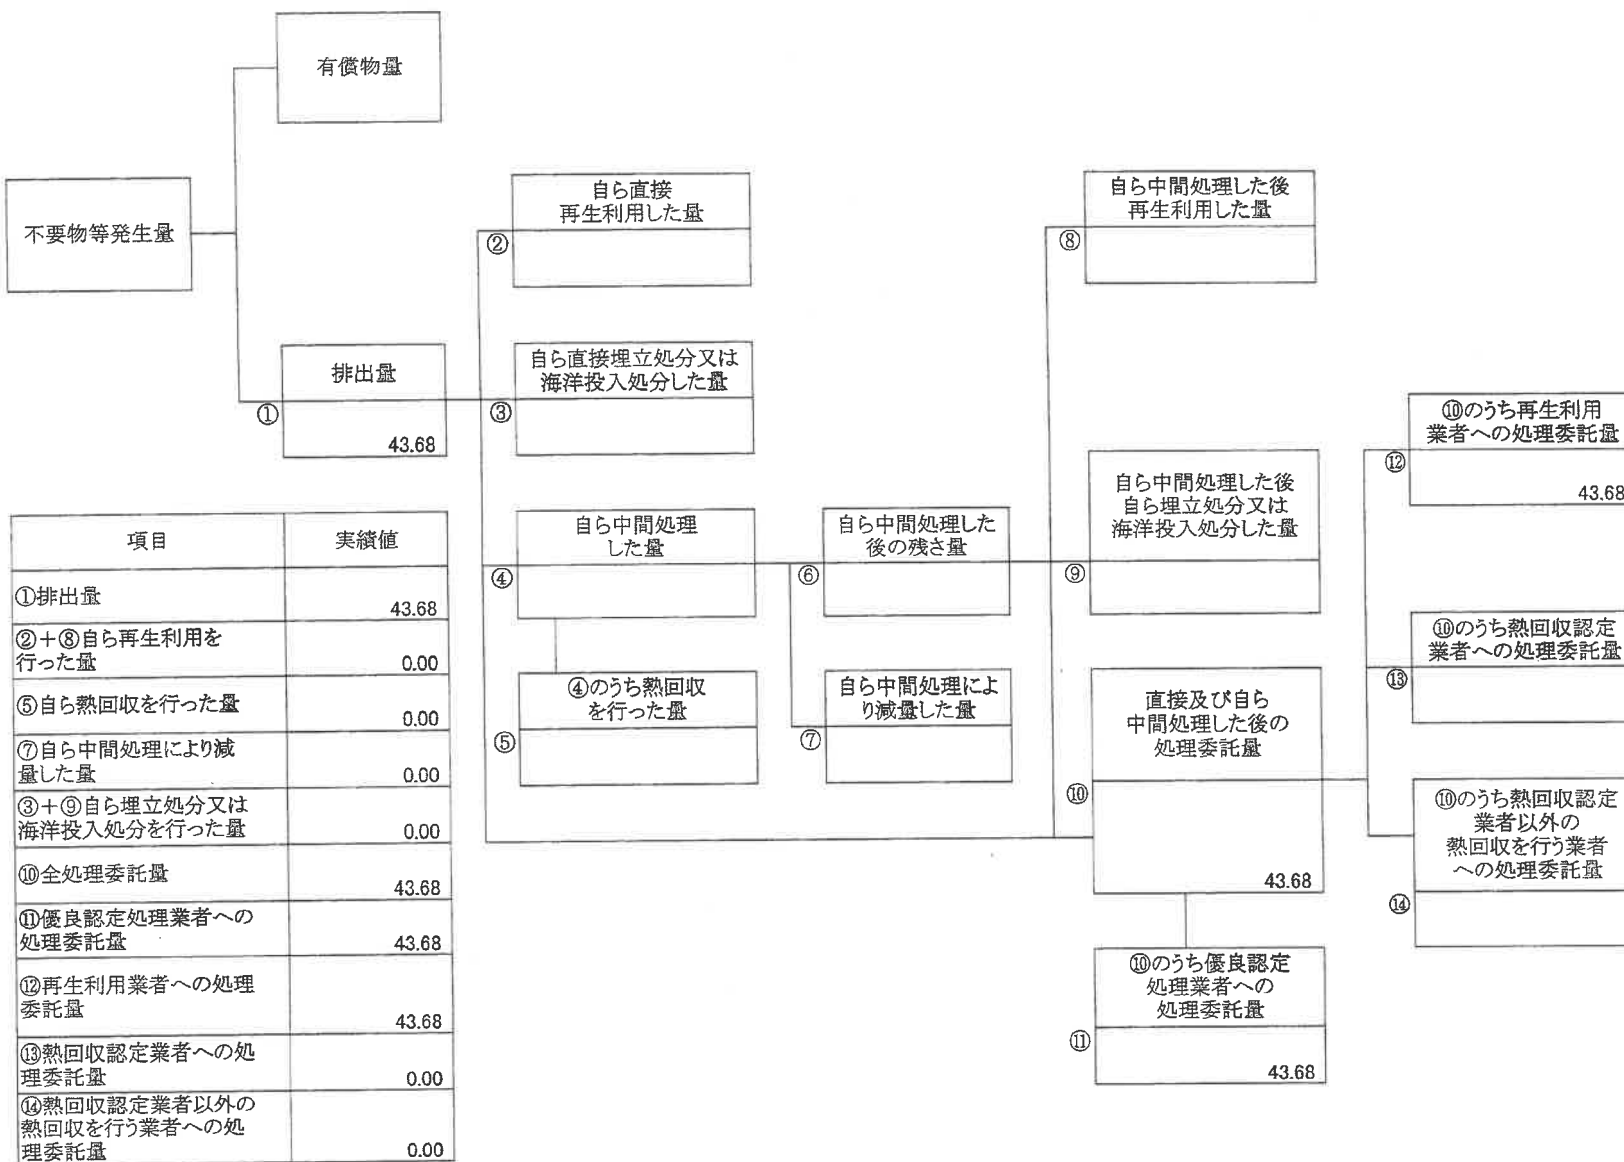 有償物量
不要物等発生量
排出量
①
43.68
自ら直接
再生利用した量
②
自ら直接埋立処分又は
海洋投入処分した量
③
自ら中間処理
した量
④
④のうち熱回収
を行った量
⑤
自ら中間処理した
後の残さ量
⑥
自ら中間処理によ
り減量した量
⑦
自ら中間処理した後
再生利用した量
⑧
自ら中間処理した後
自ら埋立処分又は
海洋投入処分した量
⑨
直接及び自ら
中間処理した後の
処理委託量
⑩
43.68
⑩のうち優良認定
処理業者への
処理委託量
⑪
43.68
⑩のうち再生利用
業者への処理委託量
⑫
43.68
⑩のうち熱回収認定
業者への処理委託量
⑬
⑩のうち熱回収認定
業者以外の
熱回収を行う業者
への処理委託量
⑭
項目 実績値
①排出量 43.68
②＋⑧自ら再生利用を
行った量 0.00
⑤自ら熱回収を行った量 0.00
⑦自ら中間処理により減
量した量 0.00
③＋⑨自ら埋立処分又は
海洋投入処分を行った量 0.00
⑩全処理委託量 43.68
⑪優良認定処理業者への
処理委託量 43.68
⑫再生利用業者への処理
委託量 43.68
⑬熱回収認定業者への処
理委託量 0.00
⑭熱回収認定業者以外の
熱回収を行う業者への処
理委託量 0.00